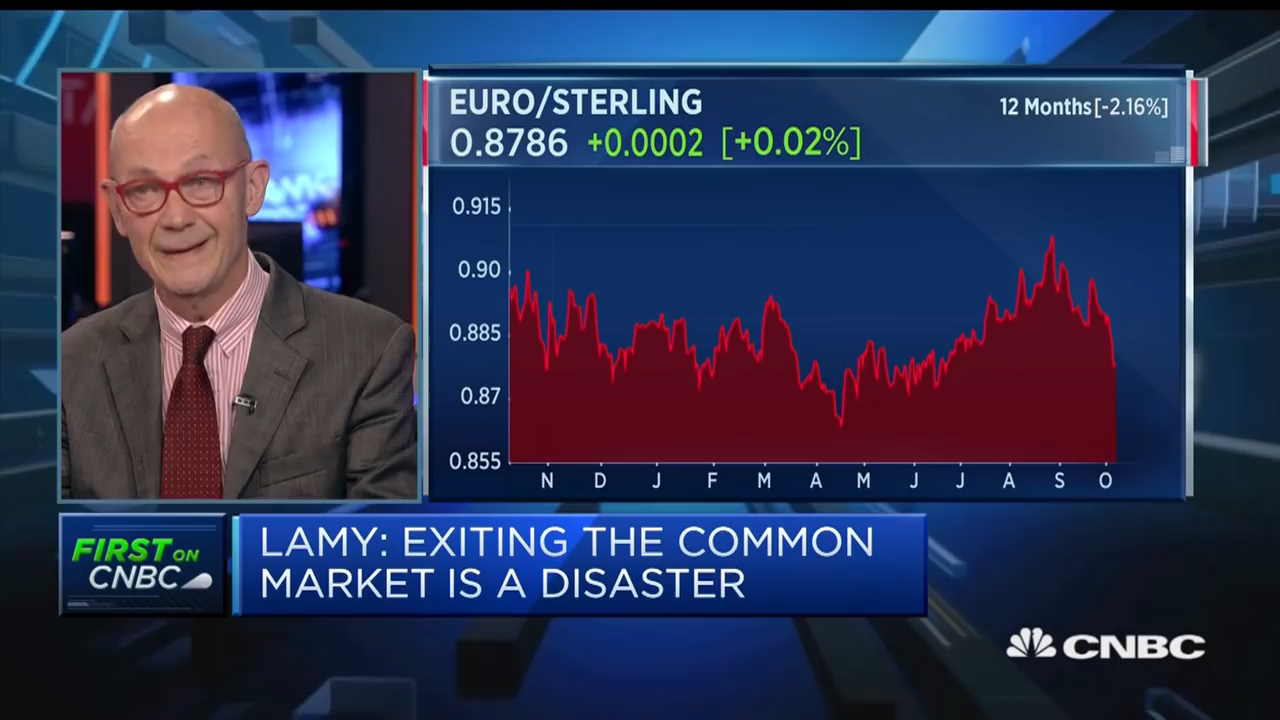 EURO/STERLING
12 Months[-2.16%]
0.8786 +0.0002 [+0.02%]
0.915
0.90
0.885
0.87
0.855
N D J F M A M J J A S O
FIRST ON
CNBC
LAMY: EXITING THE COMMON
MARKET IS A DISASTER
CNBC